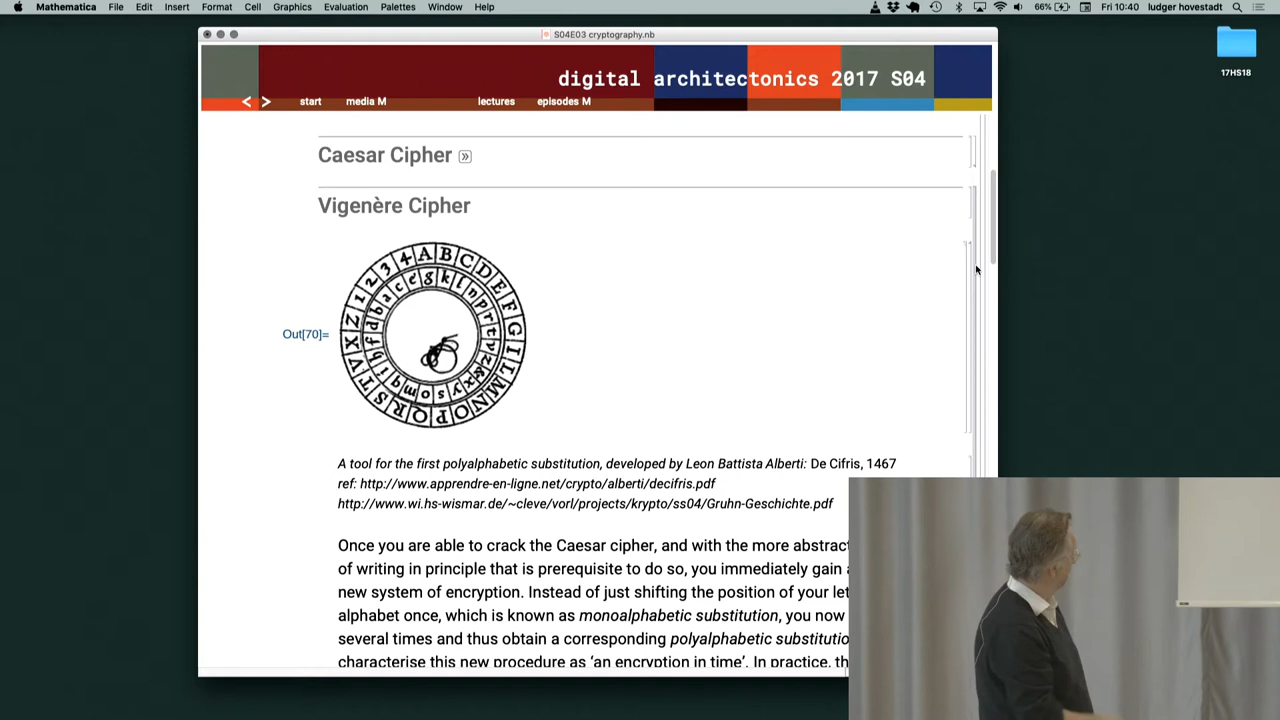 Mathematica File Edit Insert Format Cell Graphics Evaluation Palettes Window Help 66% Fri 10:40 ludger hovestadt
S04E03 cryptography.nb
17HS18
digital architectonics 2017 S04
< > start media M lectures episodes M
Caesar Cipher »
Vigenère Cipher
Out[70]=
1 2 3 4 A B C D E F G I L M N O P Q R S T V X Z
A tool for the first polyalphabetic substitution, developed by Leon Battista Alberti: De Cifris, 1467
ref: http://www.apprendre-en-ligne.net/crypto/alberti/decifris.pdf
http://www.wi.hs-wismar.de/~cleve/vorl/projects/krypto/ss04/Gruhn-Geschichte.pdf
Once you are able to crack the Caesar cipher, and with the more abstract
of writing in principle that is prerequisite to do so, you immediately gain a
new system of encryption. Instead of just shifting the position of your let
alphabet once, which is known as monoalphabetic substitution, you now
several times and thus obtain a corresponding polyalphabetic substitutio
characterise this new procedure as 'an encryption in time'. In practice, th